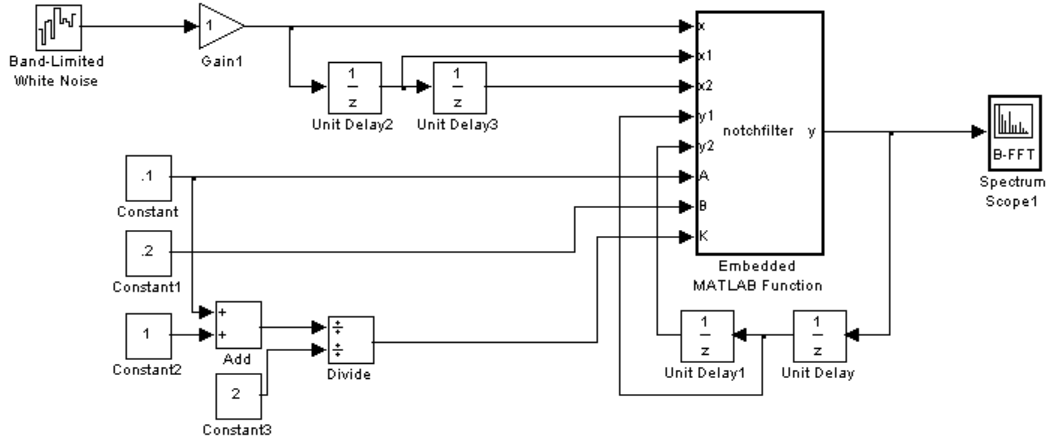 1
Band-Limited
White Noise
Gain1
1
z
Unit Delay2
1
z
Unit Delay3
x
x1
x2
y1
y2
A
B
K
notchfilter
y
Embedded
MATLAB Function
B-FFT
Spectrum
Scope1
.1
Constant
.2
Constant1
1
Constant2
+
+
Add
2
Constant3
÷
÷
Divide
1
z
Unit Delay1
1
z
Unit Delay